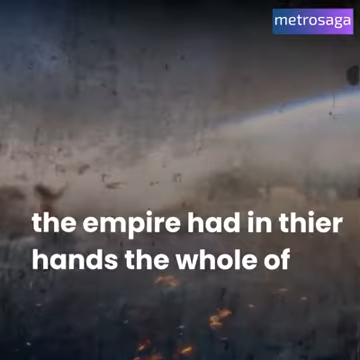 metrosaga
the empire had in thier
hands the whole of